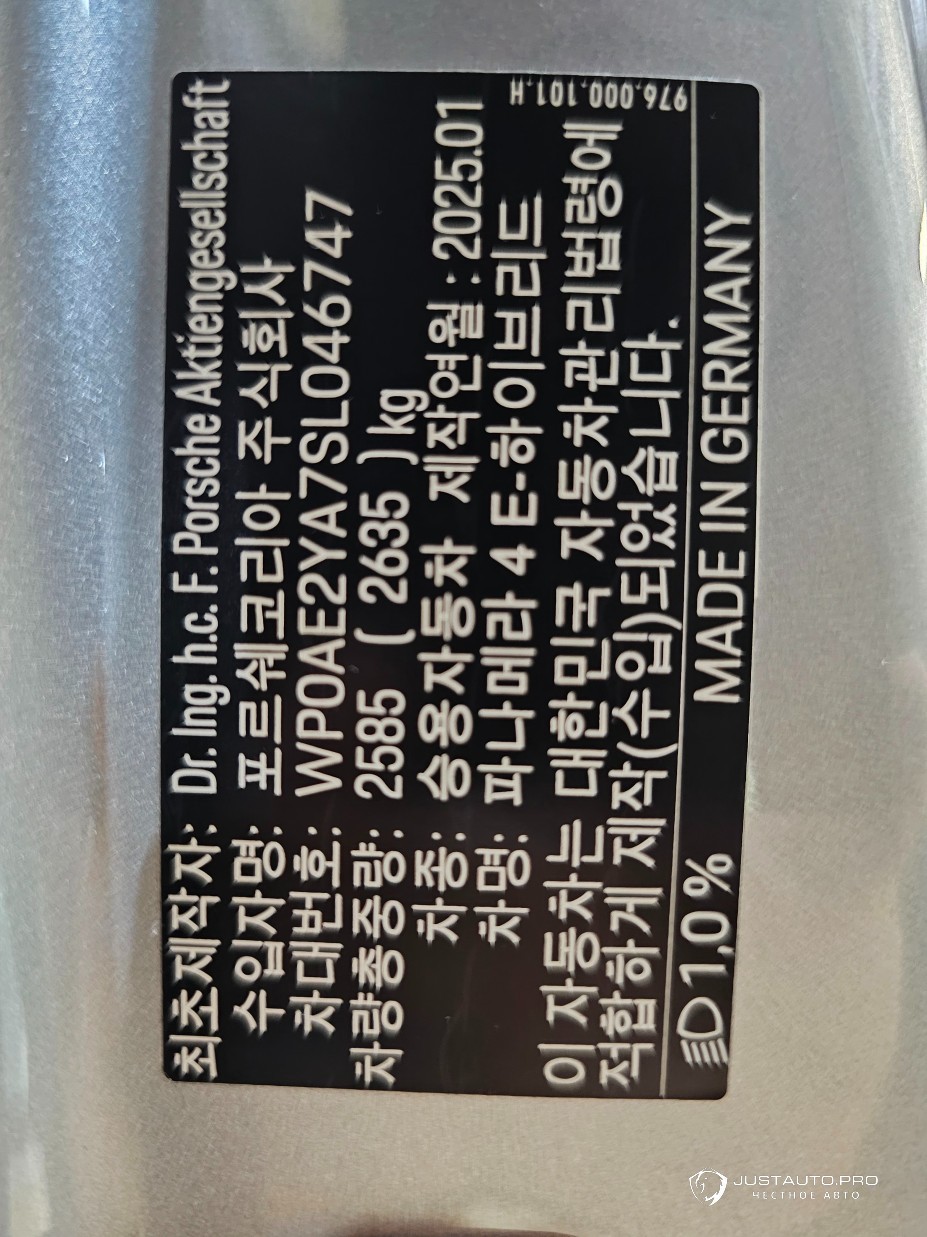 최초제작자: Dr. Ing. h.c. F. Porsche Aktiengesellschaft
수입자명: 포르쉐코리아 주식회사
차대번호: WP0AE2YA7SL046747
차량총중량: 2585 ( 2635 ) kg
차종: 승용자동차 제작연월 : 2025.01
차명: 파나메라 4 E-하이브리드
이 자동차는 대한민국 자동차관리법령에
적합하게 제작(수입)되었습니다.
976.000.101.H
1,0 % MADE IN GERMANY
JUSTAUTO.PRO
ЧЕСТНОЕ АВТО